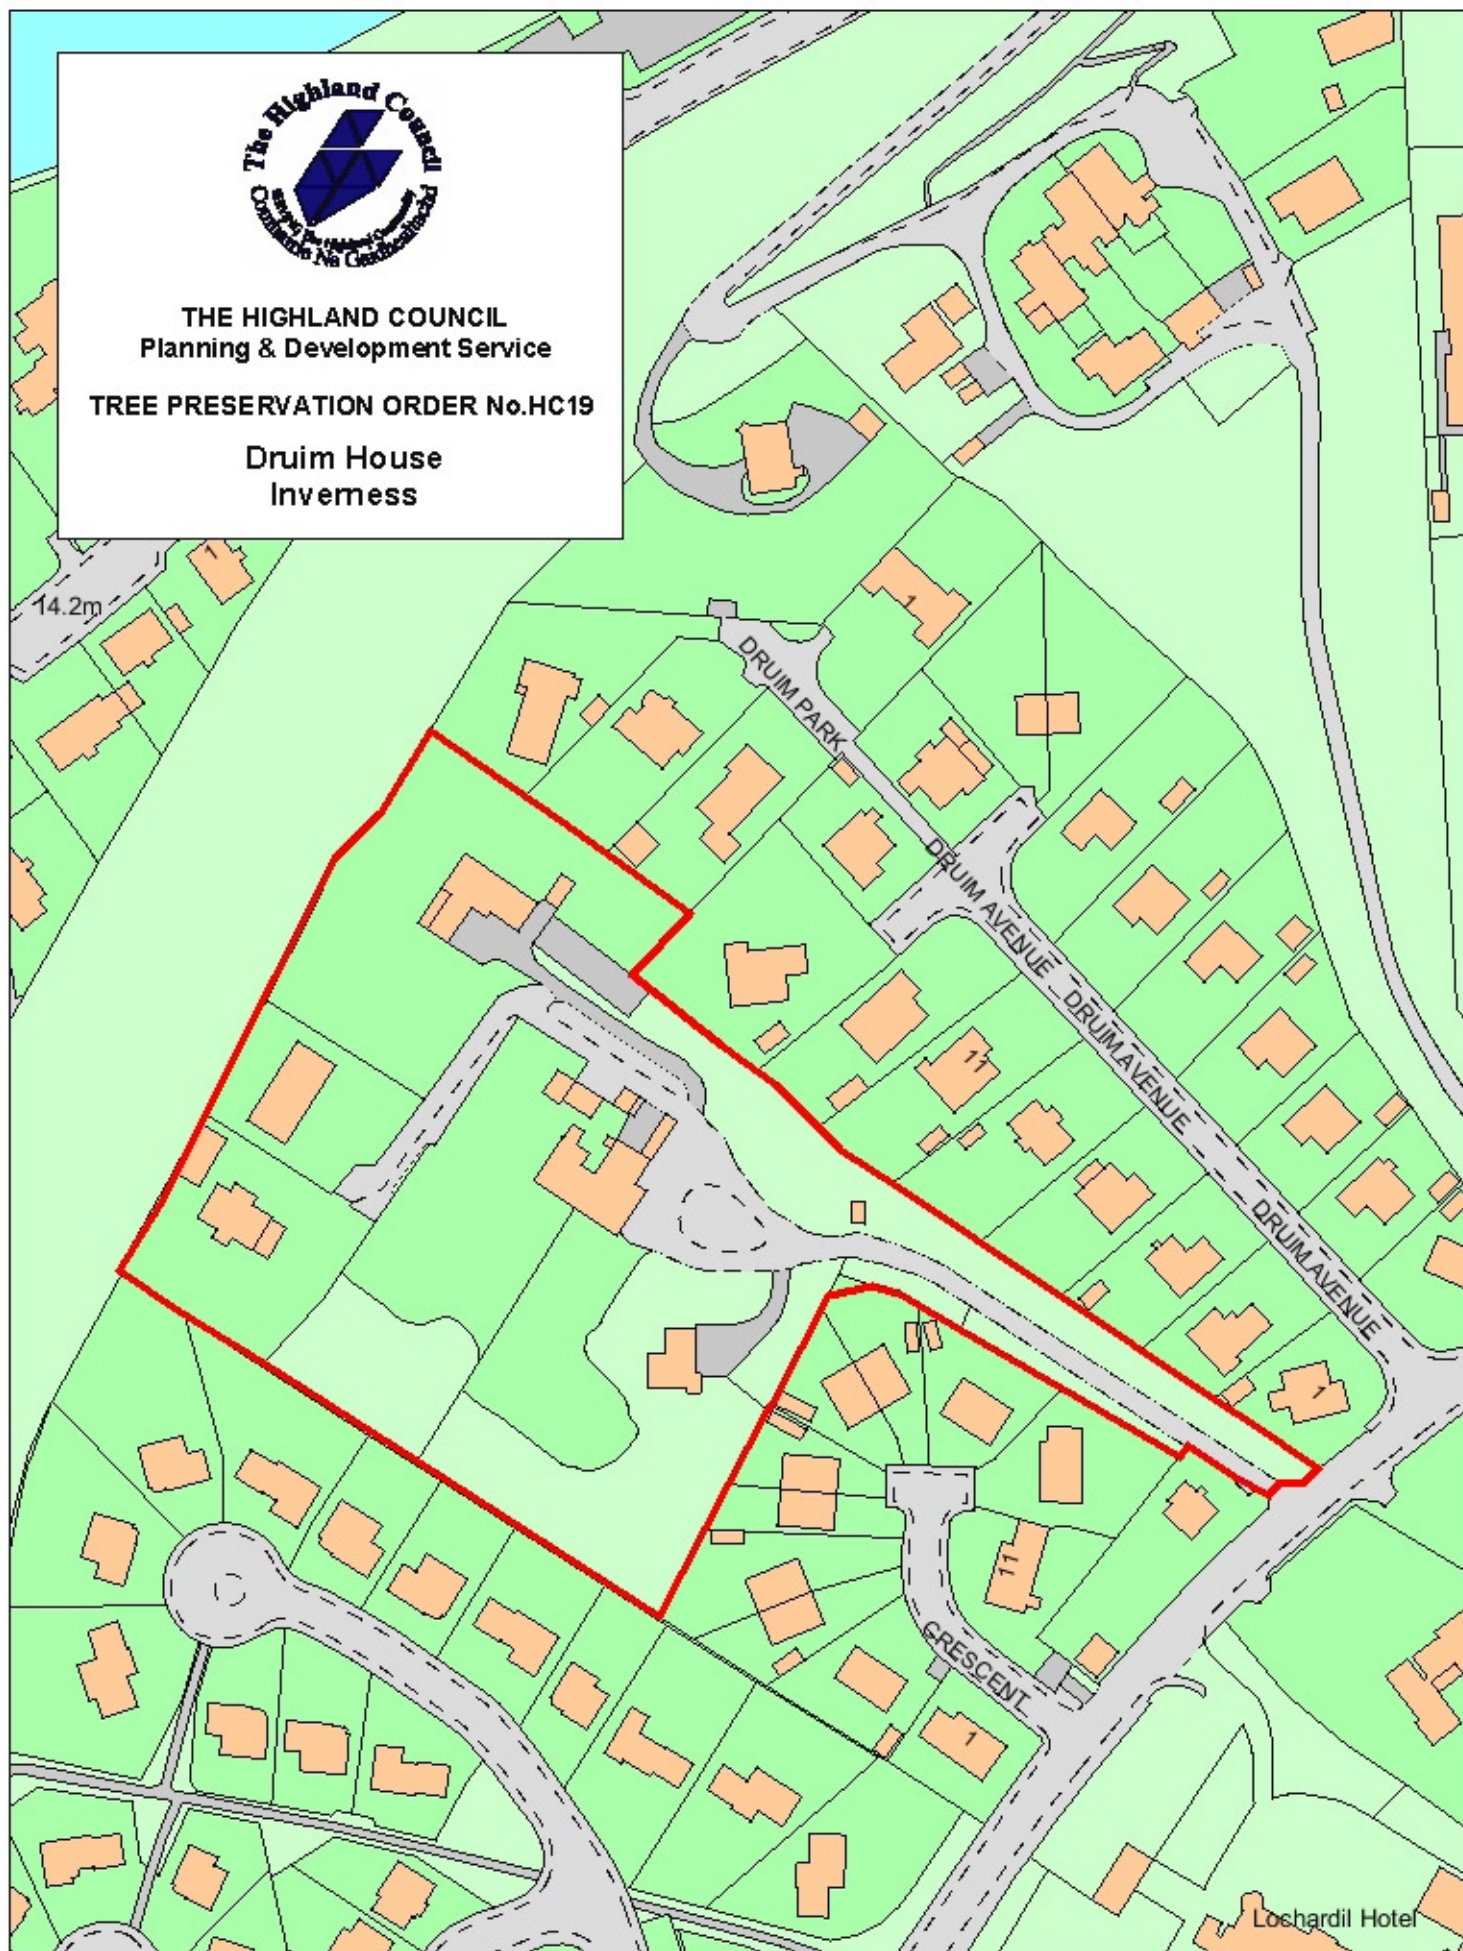 The Highland Council
Comhairle Na Gaidhealtachd
THE HIGHLAND COUNCIL
Planning & Development Service
TREE PRESERVATION ORDER No.HC19
Druim House
Inverness
1
14.2m
1
DRUIM PARK
DRUIM AVENUE
DRUIM AVENUE
11
DRUIM AVENUE
1
11
CRESCENT
1
Lochardil Hotel